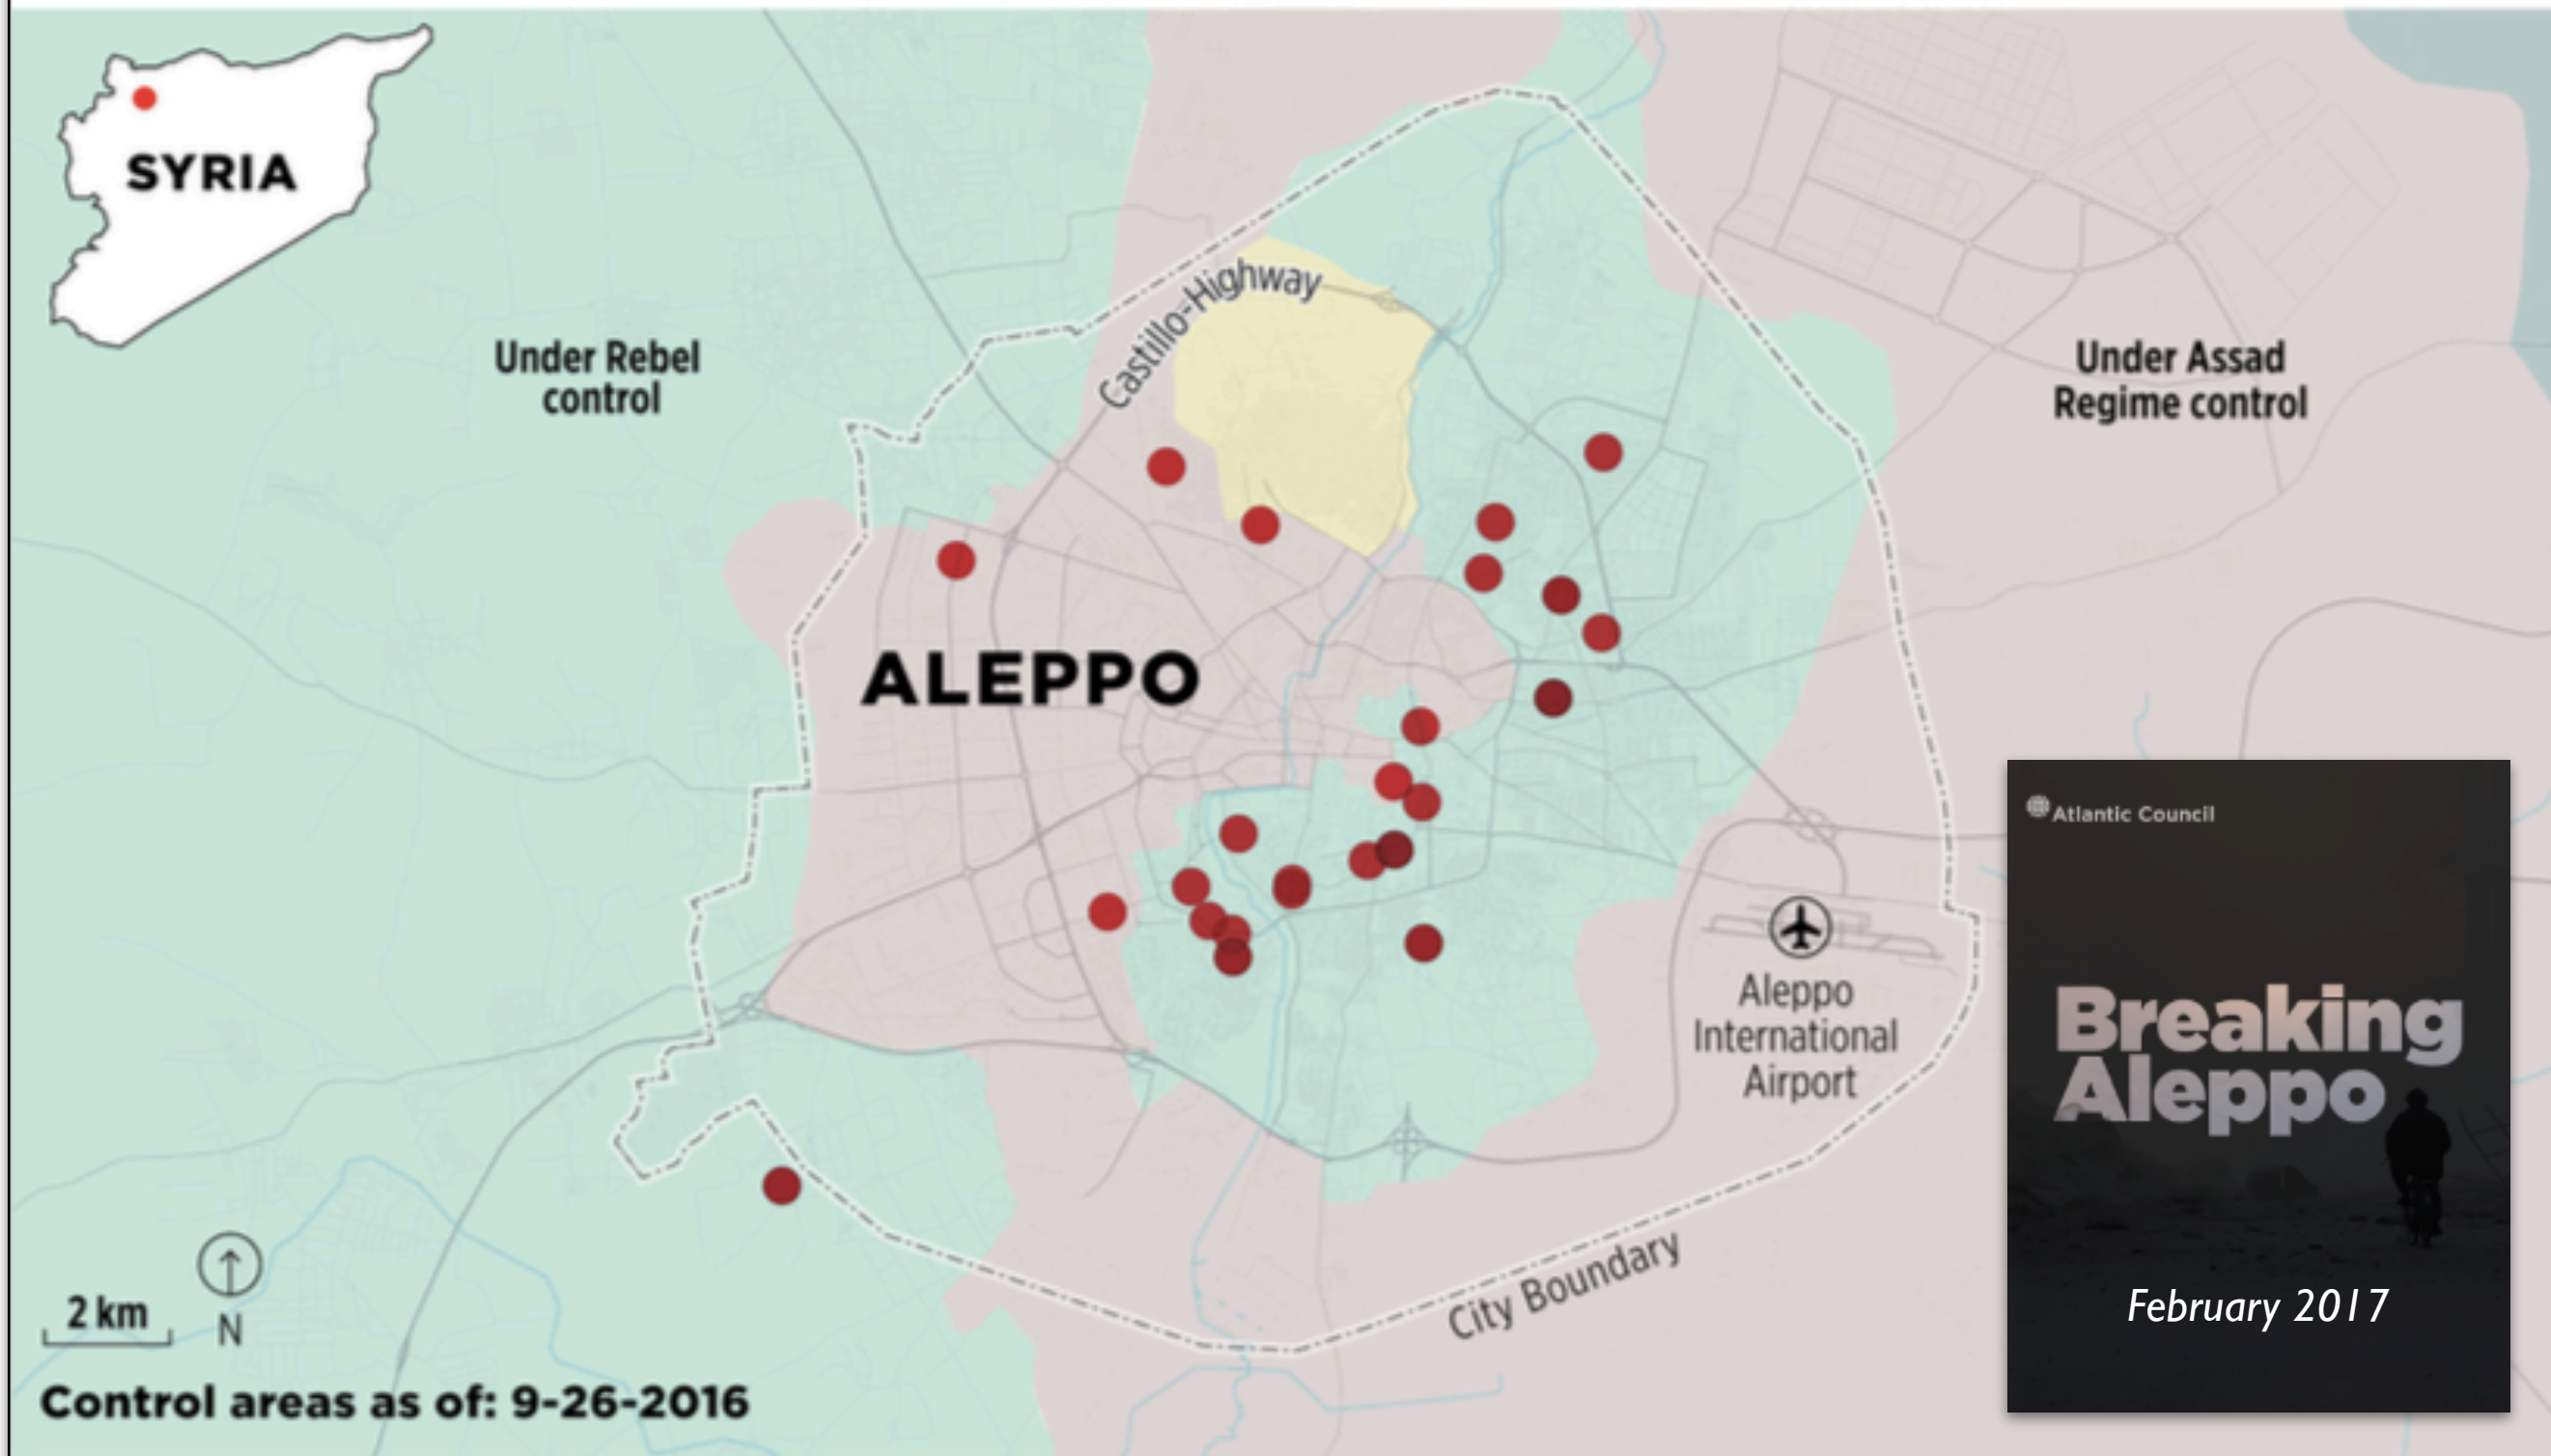 SYRIA
Castillo-Highway
Under Rebel
control
Under Assad
Regime control
ALEPPO
Aleppo
International
Airport
City Boundary
2 km
N
Control areas as of: 9-26-2016
Atlantic Council
Breaking
Aleppo
February 2017